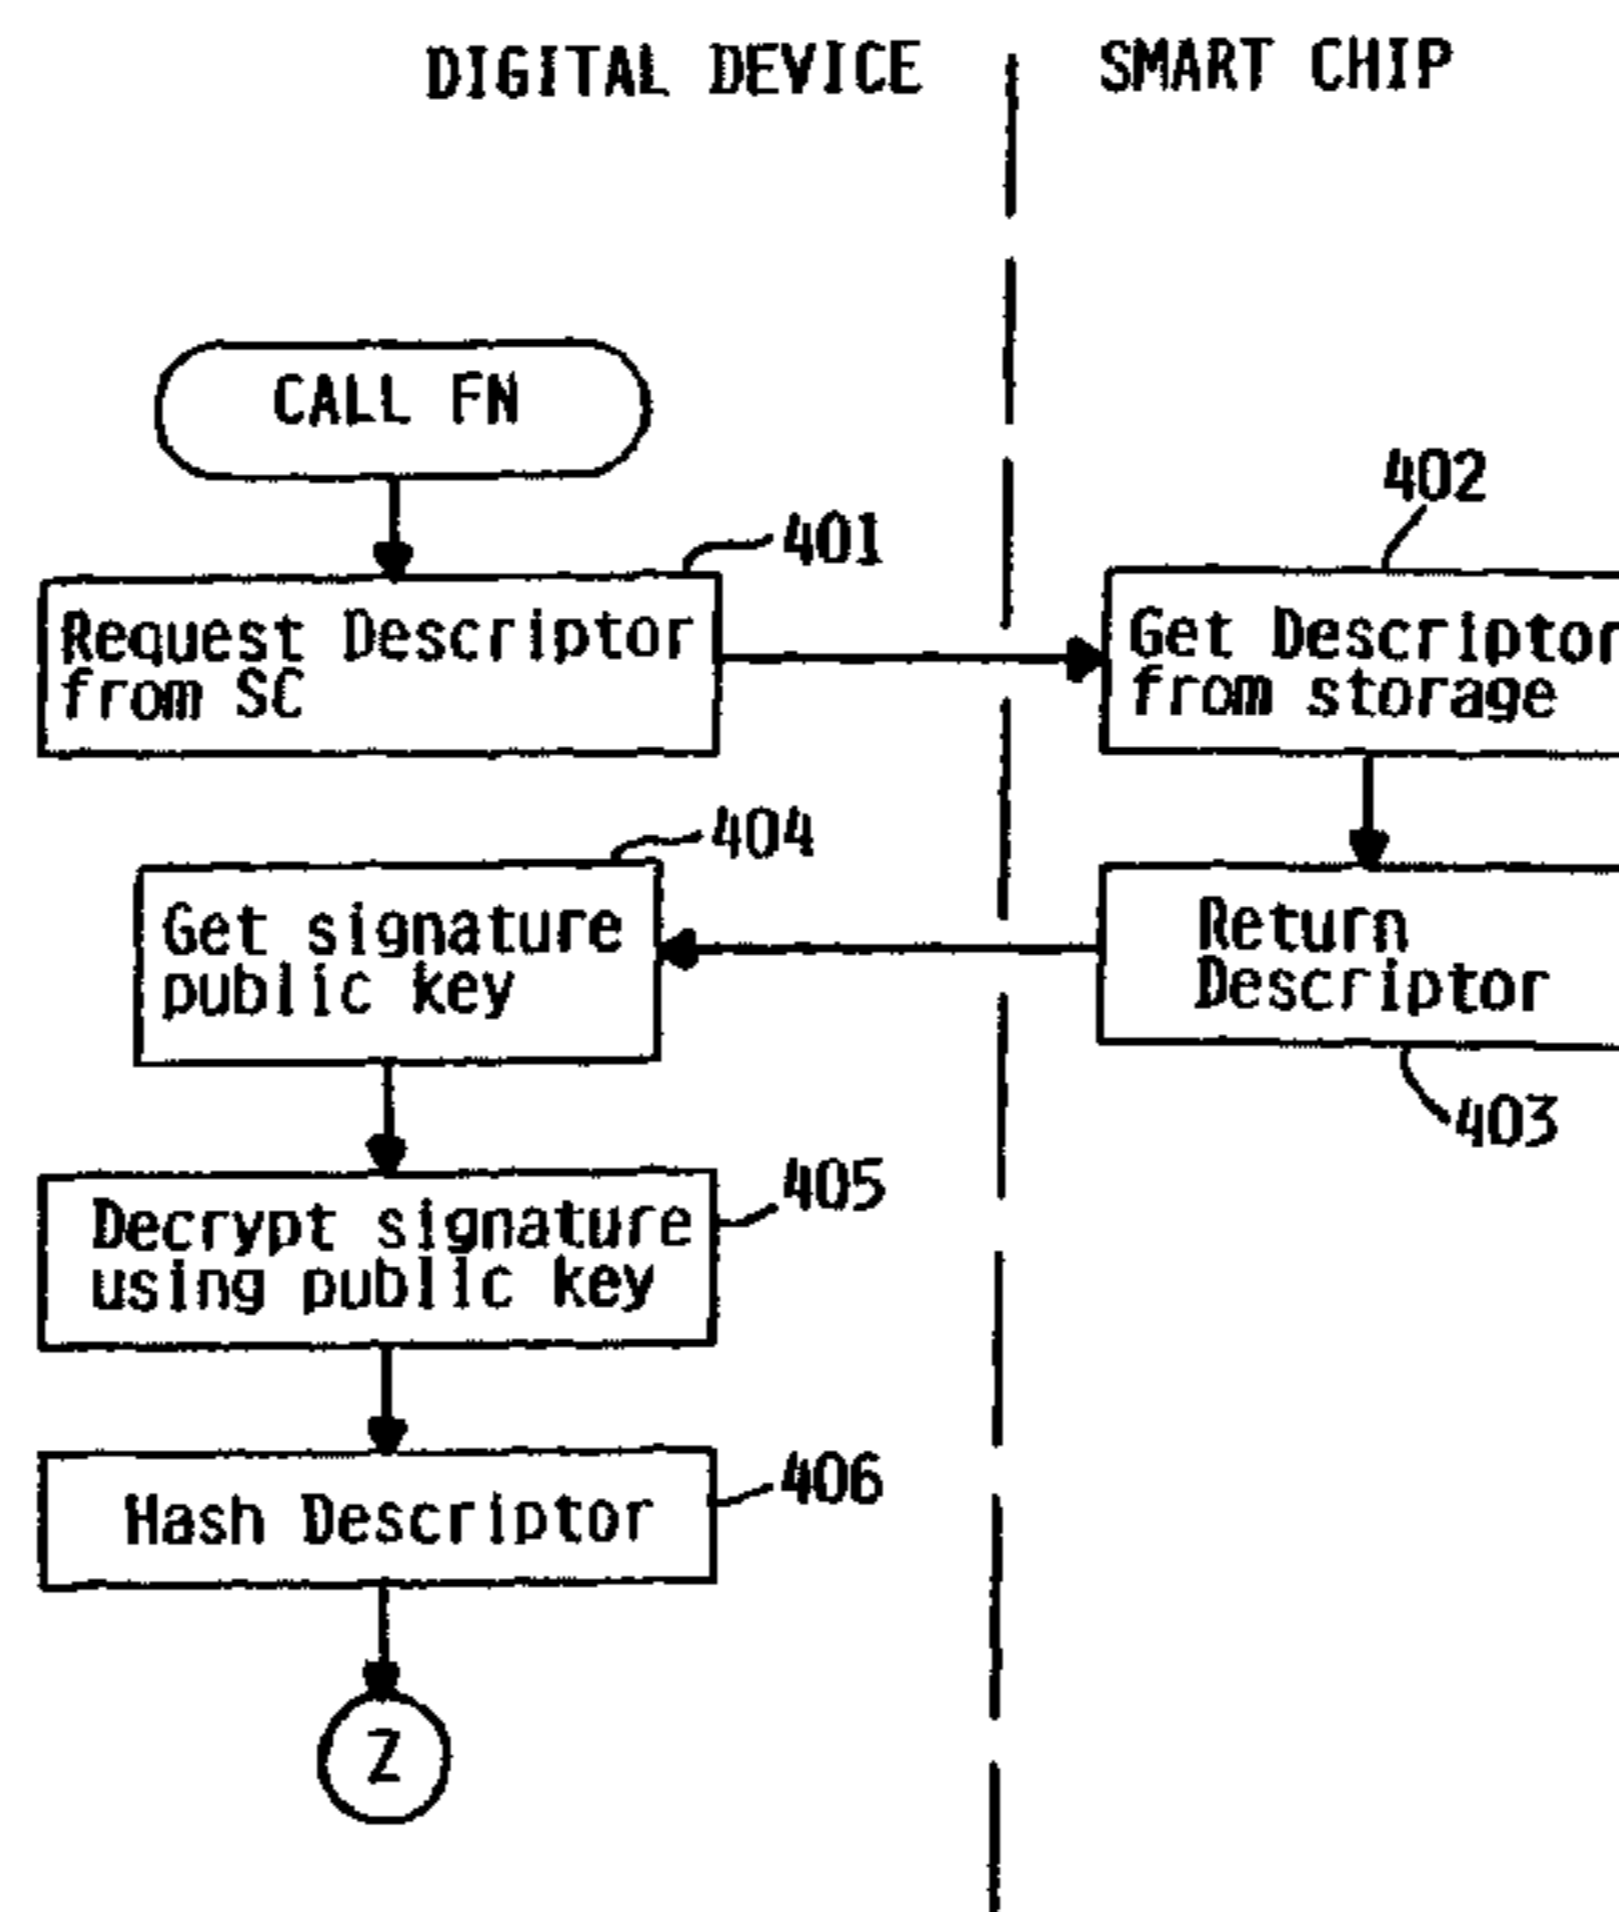 DIGITAL DEVICE
SMART CHIP
CALL FN
401
Request Descriptor
from SC
402
Get Descriptor
from storage
404
Get signature
public key
Return
Descriptor
403
405
Decrypt signature
using public key
406
Hash Descriptor
Z